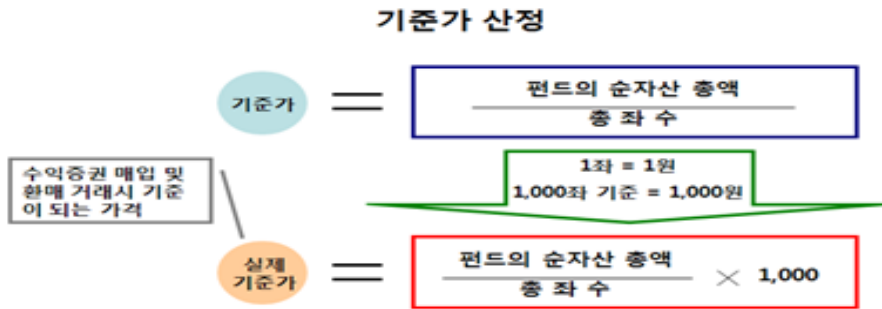 기준가 산정
기준가
=
펀드의 순자산 총액
총 좌 수
수익증권 매입 및
환매 거래시 기준
이 되는 가격
1좌 = 1원
1,000좌 기준 = 1,000원
실제
기준가
=
펀드의 순자산 총액
총 좌 수
× 1,000